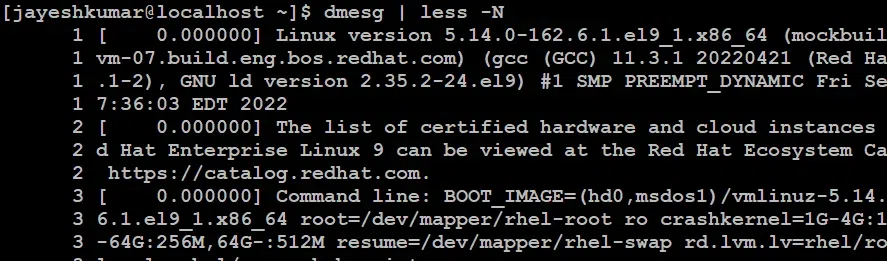 [jayeshkumar@localhost ~]$ dmesg | less -N
1 [    0.000000] Linux version 5.14.0-162.6.1.el9_1.x86_64 (mockbuil
1 vm-07.build.eng.bos.redhat.com) (gcc (GCC) 11.3.1 20220421 (Red Ha
1 .1-2), GNU ld version 2.35.2-24.el9) #1 SMP PREEMPT_DYNAMIC Fri Se
1 7:36:03 EDT 2022
2 [    0.000000] The list of certified hardware and cloud instances
2 d Hat Enterprise Linux 9 can be viewed at the Red Hat Ecosystem Ca
2  https://catalog.redhat.com.
3 [    0.000000] Command line: BOOT_IMAGE=(hd0,msdos1)/vmlinuz-5.14.
3 6.1.el9_1.x86_64 root=/dev/mapper/rhel-root ro crashkernel=1G-4G:1
3 -64G:256M,64G-:512M resume=/dev/mapper/rhel-swap rd.lvm.lv=rhel/ro